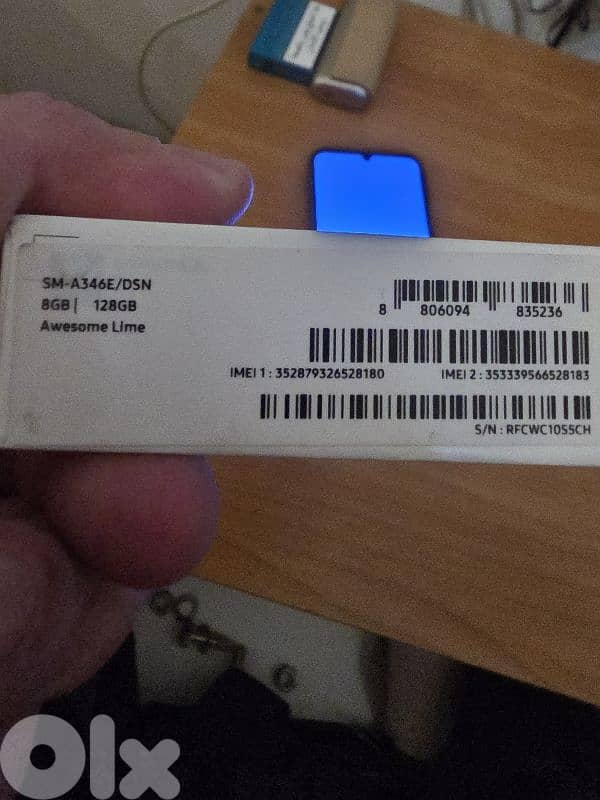 SM-A346E/DSN
8GB | 128GB
Awesome Lime
8 806094 835236
IMEI 1 : 352879326528180 IMEI 2 : 353339566528183
S/N : RFCWC10S5CH
Olx